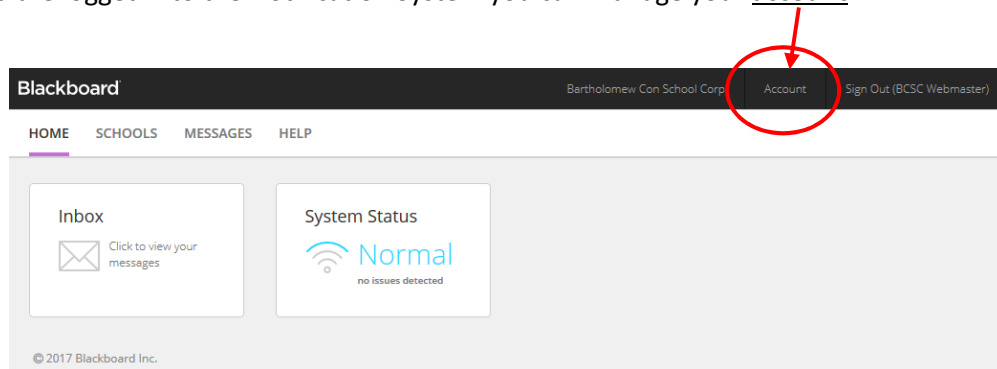 Blackboard
Bartholomew Con School Corp Account Sign Out (BCSC Webmaster)
HOME SCHOOLS MESSAGES HELP
Inbox
Click to view your
messages
System Status
Normal
no issues detected
© 2017 Blackboard Inc.